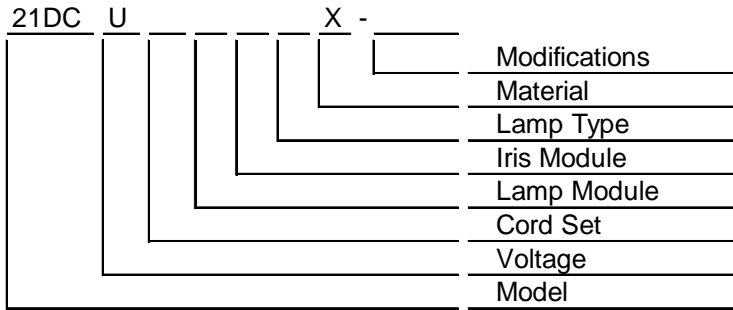 21DC U X -
Modifications
Material
Lamp Type
Iris Module
Lamp Module
Cord Set
Voltage
Model